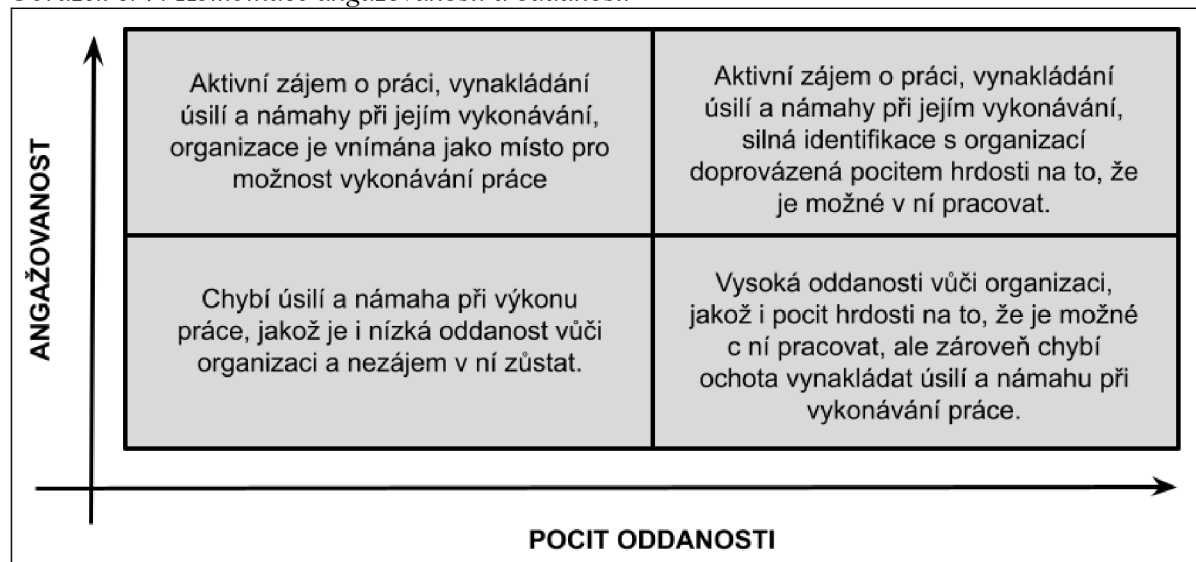 Aktivní zájem o práci, vynakládání
úsilí a námahy při jejím vykonávání,
organizace je vnímána jako místo pro
možnost vykonávání práce
Aktivní zájem o práci, vynakládání
úsilí a námahy při jejím vykonávání,
silná identifikace s organizací
doprovázená pocitem hrdosti na to, že
je možné v ní pracovat.
ANGAŽOVANOST
Chybí úsilí a námaha při výkonu
práce, jakož je i nízká oddanost vůči
organizaci a nezájem v ní zůstat.
Vysoká oddanosti vůči organizaci,
jakož i pocit hrdosti na to, že je možné
c ní pracovat, ale zároveň chybí
ochota vynakládat úsilí a námahu při
vykonávání práce.
POCIT ODDANOSTI